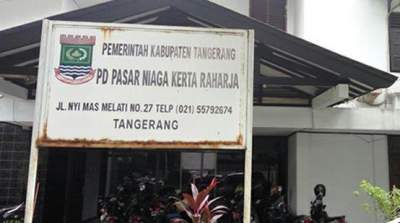 PEMERINTAH KABUPATEN TANGERANG
PD PASAR NIAGA KERTA RAHARJA
JL. NYI MAS MELATI NO. 27 TELP (021) 55792674
TANGERANG